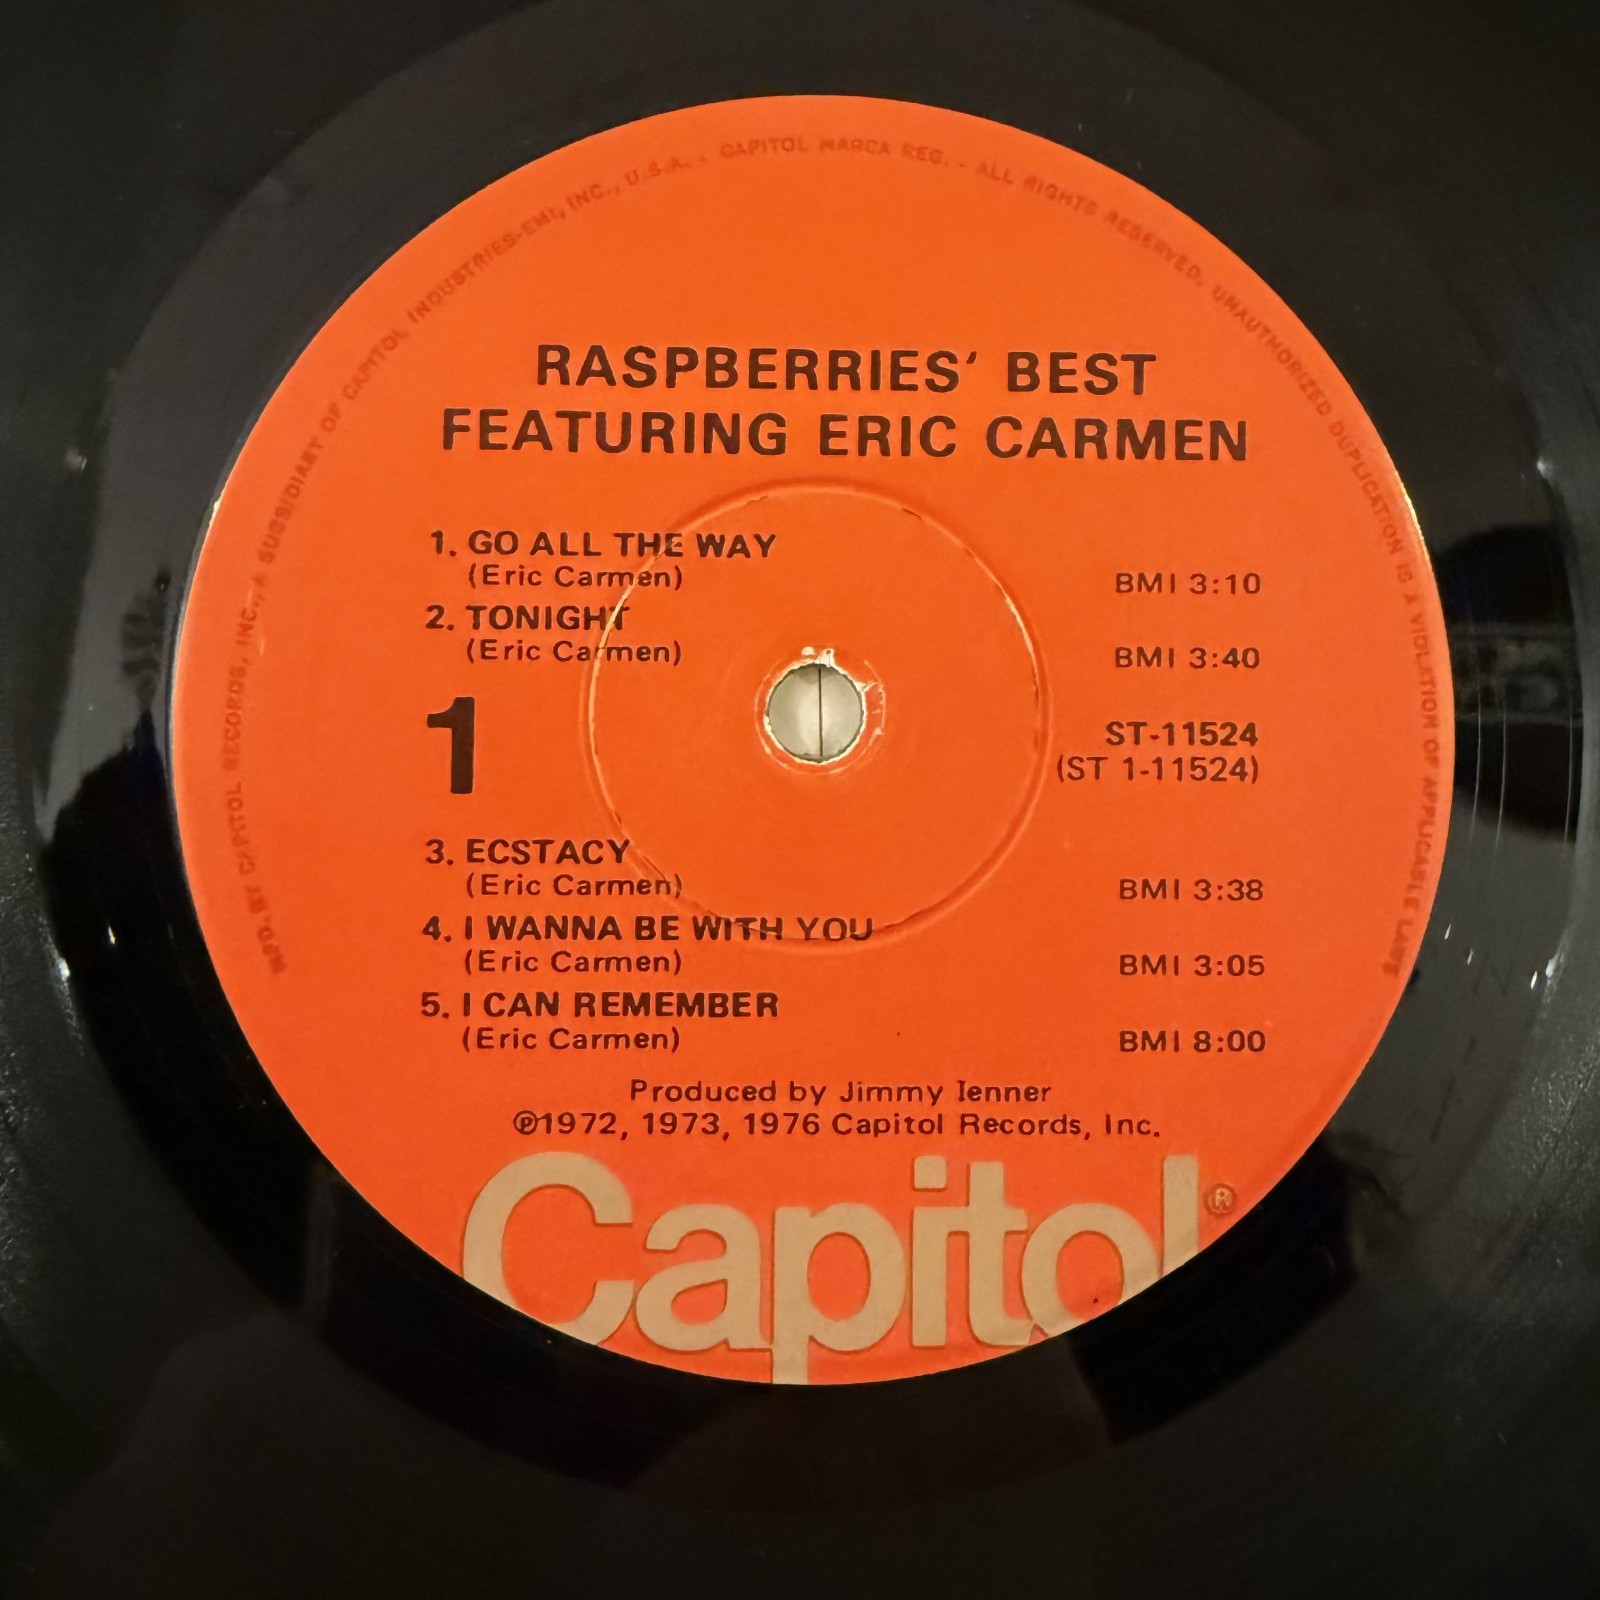 MFD. BY CAPITOL RECORDS, INC., A SUBSIDIARY OF CAPITOL INDUSTRIES-EMI, INC., U.S.A. • CAPITOL MARCA REG. • ALL RIGHTS RESERVED. UNAUTHORIZED DUPLICATION IS A VIOLATION OF APPLICABLE LAWS
RASPBERRIES' BEST
FEATURING ERIC CARMEN
1. GO ALL THE WAY
(Eric Carmen) BMI 3:10
2. TONIGHT
(Eric Carmen) BMI 3:40
1
ST-11524
(ST 1-11524)
3. ECSTACY
(Eric Carmen) BMI 3:38
4. I WANNA BE WITH YOU
(Eric Carmen) BMI 3:05
5. I CAN REMEMBER
(Eric Carmen) BMI 8:00
Produced by Jimmy Ienner
℗1972, 1973, 1976 Capitol Records, Inc.
Capitol®